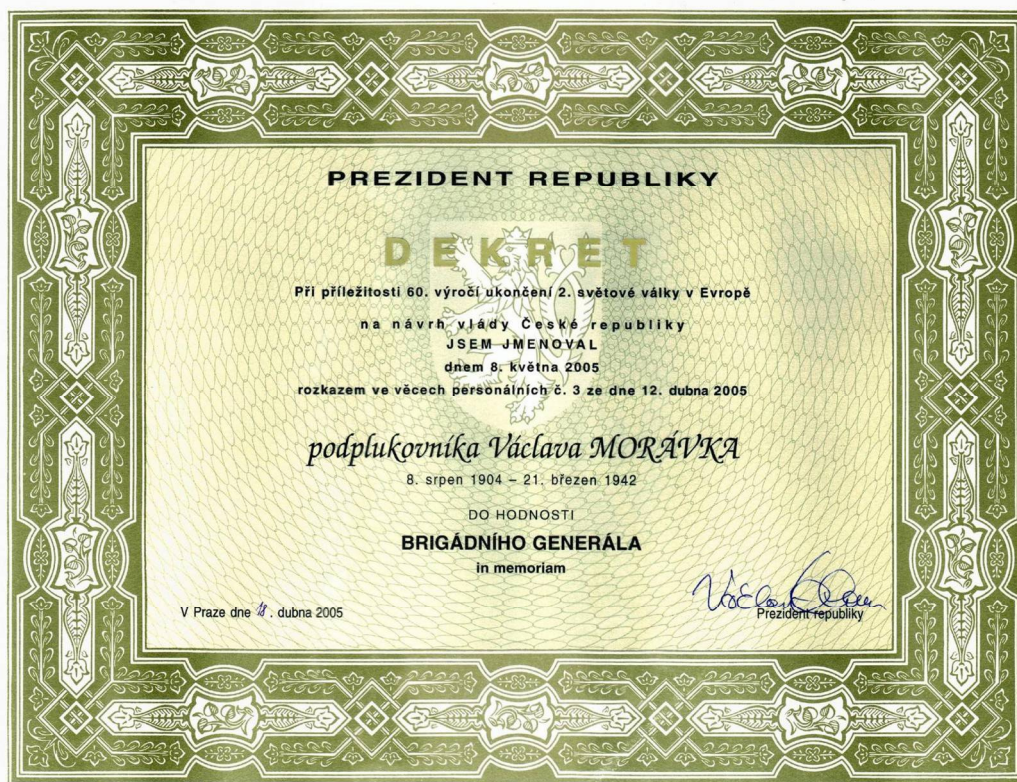 PREZIDENT REPUBLIKY
DEKRET
Při příležitosti 60. výročí ukončení 2. světové války v Evropě
na návrh vlády České republiky
JSEM JMENOVAL
dnem 8. května 2005
rozkazem ve věcech personálních č. 3 ze dne 12. dubna 2005
podplukovníka Václava MORÁVKA
8. srpen 1904 – 21. březen 1942
DO HODNOSTI
BRIGÁDNÍHO GENERÁLA
in memoriam
V Praze dne 18. dubna 2005
Prezident republiky